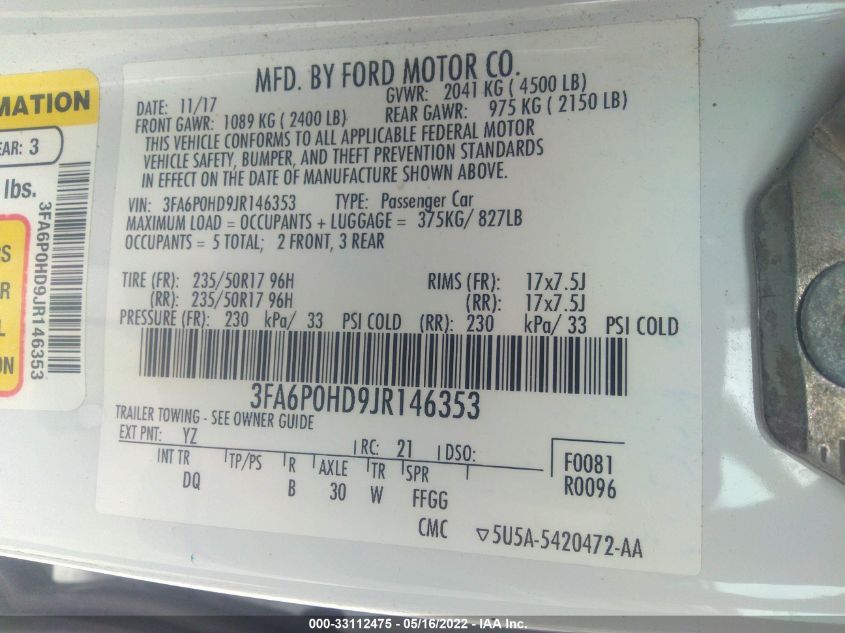 MATION
EAR: 3
lbs.
3FA6P0HD9JR146353
PS
R
L
ON
MFD. BY FORD MOTOR CO.
DATE: 11/17 GVWR: 2041 KG ( 4500 LB)
FRONT GAWR: 1089 KG ( 2400 LB) REAR GAWR: 975 KG ( 2150 LB)
THIS VEHICLE CONFORMS TO ALL APPLICABLE FEDERAL MOTOR
VEHICLE SAFETY, BUMPER, AND THEFT PREVENTION STANDARDS
IN EFFECT ON THE DATE OF MANUFACTURE SHOWN ABOVE.
VIN: 3FA6P0HD9JR146353 TYPE: Passenger Car
MAXIMUM LOAD = OCCUPANTS + LUGGAGE = 375KG/ 827LB
OCCUPANTS = 5 TOTAL; 2 FRONT, 3 REAR
TIRE (FR): 235/50R17 96H RIMS (FR): 17x7.5J
(RR): 235/50R17 96H (RR): 17x7.5J
PRESSURE (FR): 230 kPa/ 33 PSI COLD (RR): 230 kPa/ 33 PSI COLD
3FA6P0HD9JR146353
TRAILER TOWING - SEE OWNER GUIDE
EXT PNT: YZ RC: 21 DSO:
INT TR TP/PS R AXLE TR SPR F0081
DQ B 30 W FFGG R0096
CMC ▽5U5A-5420472-AA
000-33112475 - 05/16/2022 - IAA Inc.